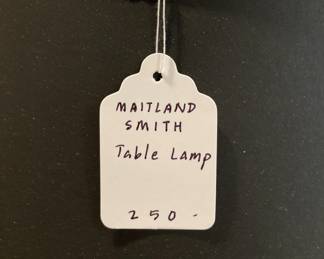 MAITLAND
SMITH
Table Lamp
250-